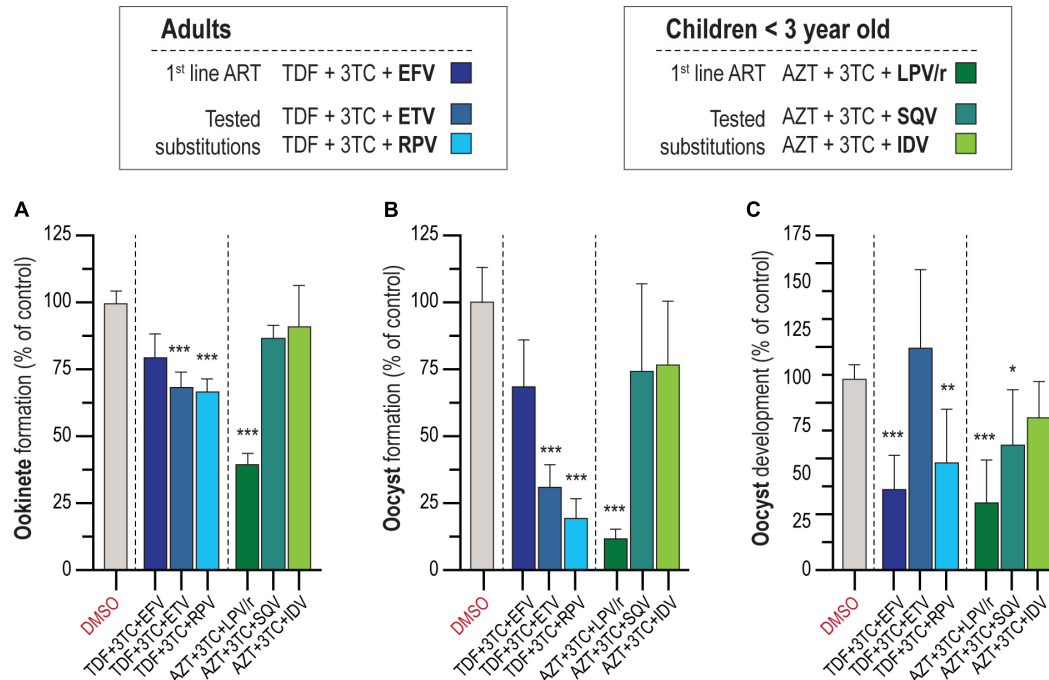 Adults
1st line ART TDF + 3TC + EFV
Tested TDF + 3TC + ETV
substitutions TDF + 3TC + RPV
Children < 3 year old
1st line ART AZT + 3TC + LPV/r
Tested AZT + 3TC + SQV
substitutions AZT + 3TC + IDV
A
Ookinete formation (% of control)
125
100
75
50
25
0
*** *** ***
DMSO
TDF+3TC+EFV
TDF+3TC+ETV
TDF+3TC+RPV
AZT+3TC+LPV/r
AZT+3TC+SQV
AZT+3TC+IDV
B
Oocyst formation (% of control)
125
100
75
50
25
0
*** *** ***
DMSO
TDF+3TC+EFV
TDF+3TC+ETV
TDF+3TC+RPV
AZT+3TC+LPV/r
AZT+3TC+SQV
AZT+3TC+IDV
C
Oocyst development (% of control)
175
150
125
100
75
50
25
0
*** ** *** *
DMSO
TDF+3TC+EFV
TDF+3TC+ETV
TDF+3TC+RPV
AZT+3TC+LPV/r
AZT+3TC+SQV
AZT+3TC+IDV